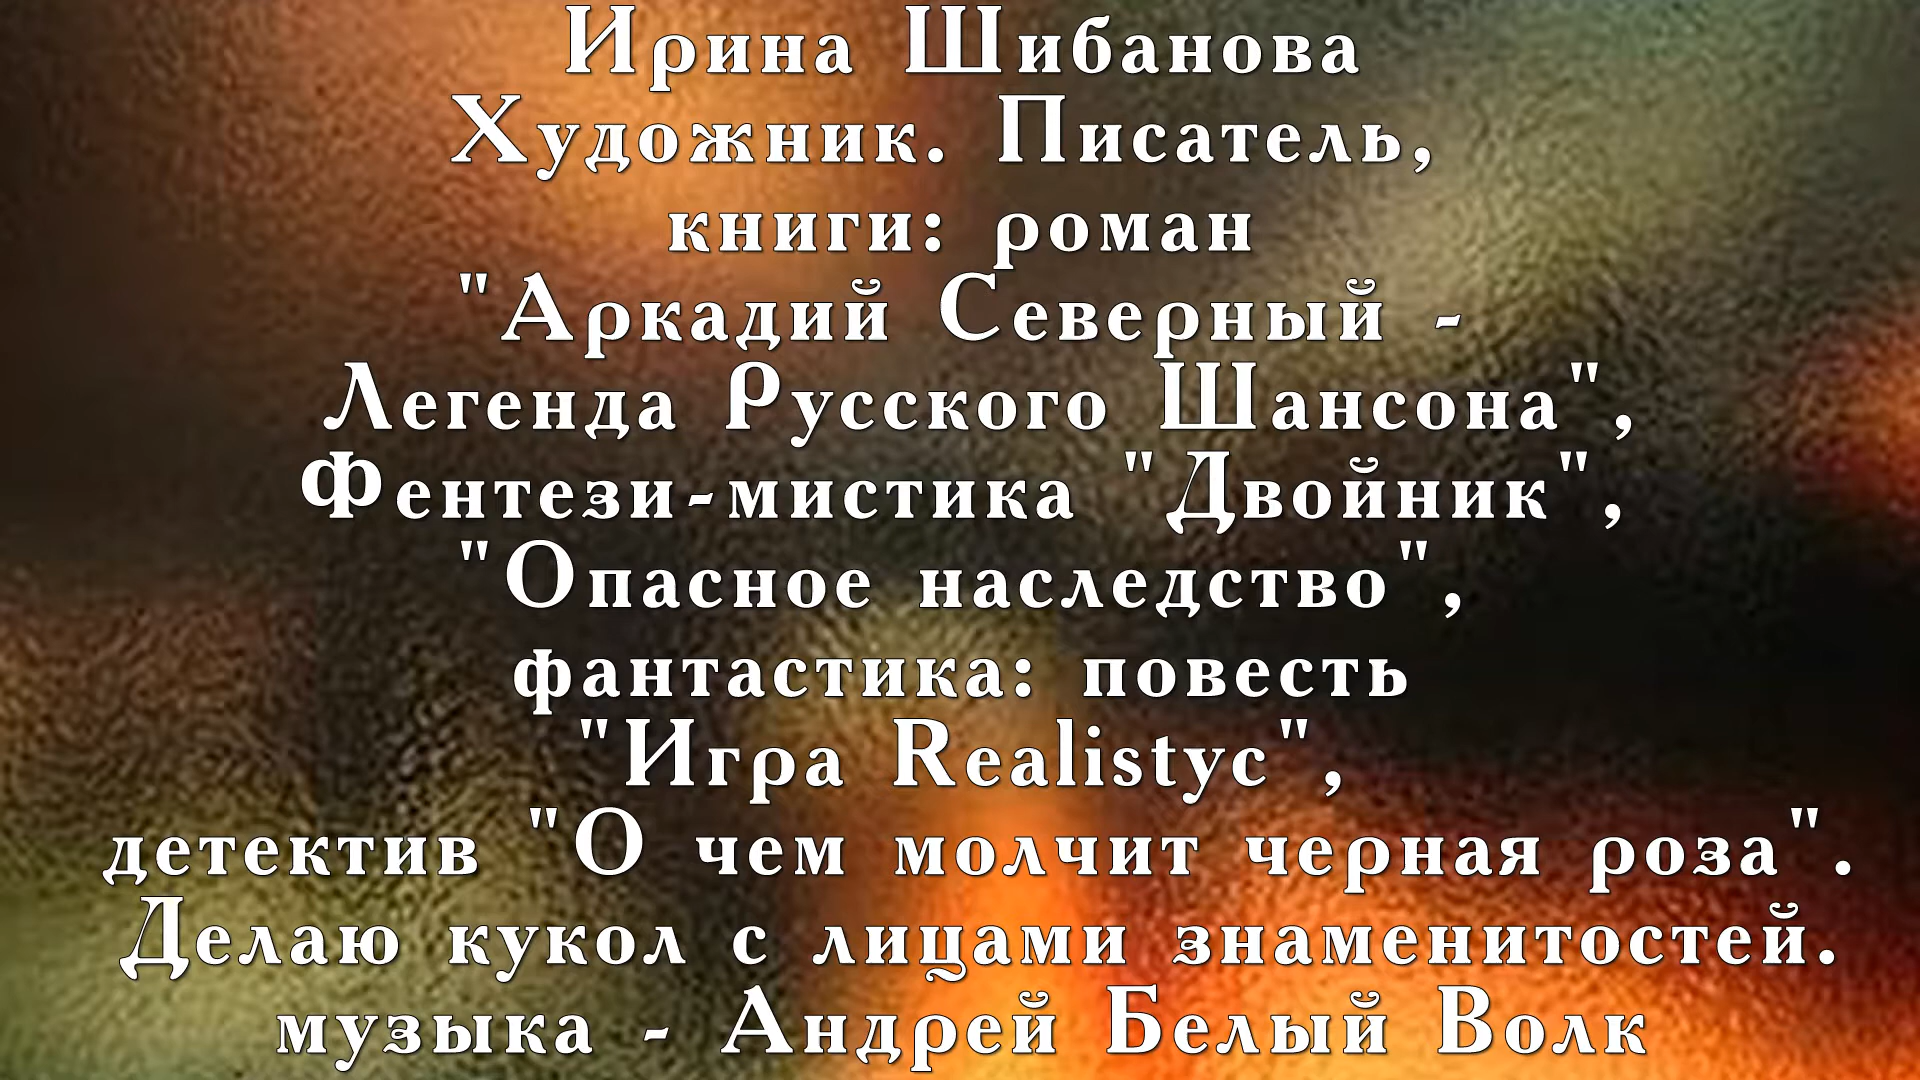 Ирина Шибанова
Художник. Писатель,
книги: роман
"Аркадий Северный -
Легенда Русского Шансона",
Фентези-мистика "Двойник",
"Опасное наследство",
фантастика: повесть
"Игра Realistyc",
детектив "О чем молчит черная роза".
Делаю кукол с лицами знаменитостей.
музыка - Андрей Белый Волк